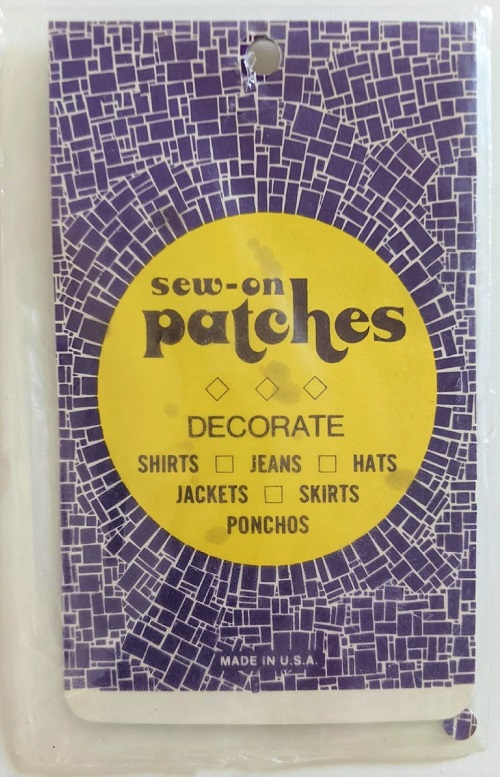 sew-on
patches
◇ ◇ ◇
DECORATE
SHIRTS □ JEANS □ HATS
JACKETS □ SKIRTS
PONCHOS
MADE IN U.S.A.